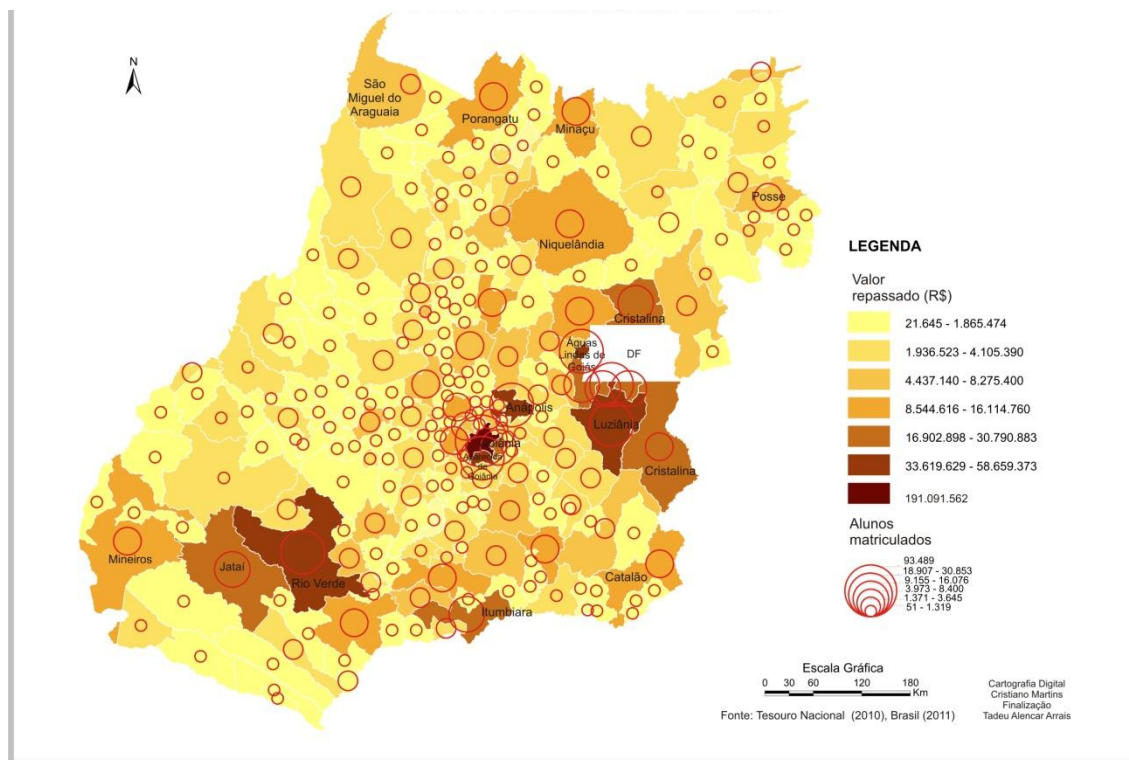 N
São
Miguel do
Araguaia
Porangatu
Minaçu
Posse
Niquelândia
Cristalina
Águas
Lindas de
Goiás
DF
Anápolis
Luziânia
Goiânia
Aparecida
de
Goiânia
Cristalina
Mineiros
Jataí
Rio Verde
Catalão
Itumbiara
LEGENDA
Valor
repassado (R$)
21.645 - 1.865.474
1.936.523 - 4.105.390
4.437.140 - 8.275.400
8.544.616 - 16.114.760
16.902.898 - 30.790.883
33.619.629 - 58.659.373
191.091.562
Alunos
matriculados
93.489
18.907 - 30.853
9.155 - 16.076
3.973 - 8.400
1.371 - 3.645
51 - 1.319
Escala Gráfica
0 30 60 120 180
Km
Fonte: Tesouro Nacional (2010), Brasil (2011)
Cartografia Digital
Cristiano Martins
Finalização
Tadeu Alencar Arrais